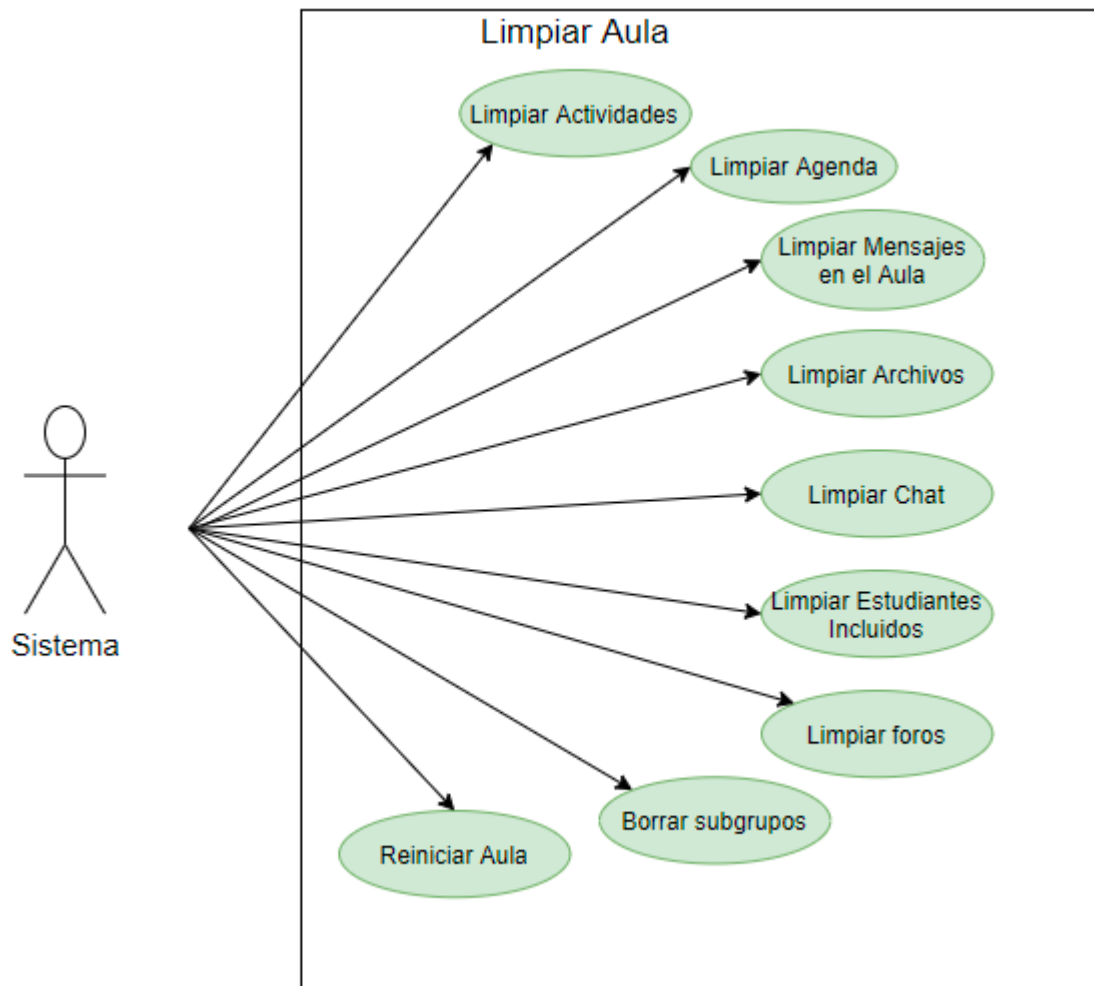 Limpiar Aula
Limpiar Actividades
Limpiar Agenda
Limpiar Mensajes
en el Aula
Limpiar Archivos
Limpiar Chat
Limpiar Estudiantes
Incluidos
Sistema
Limpiar foros
Borrar subgrupos
Reiniciar Aula